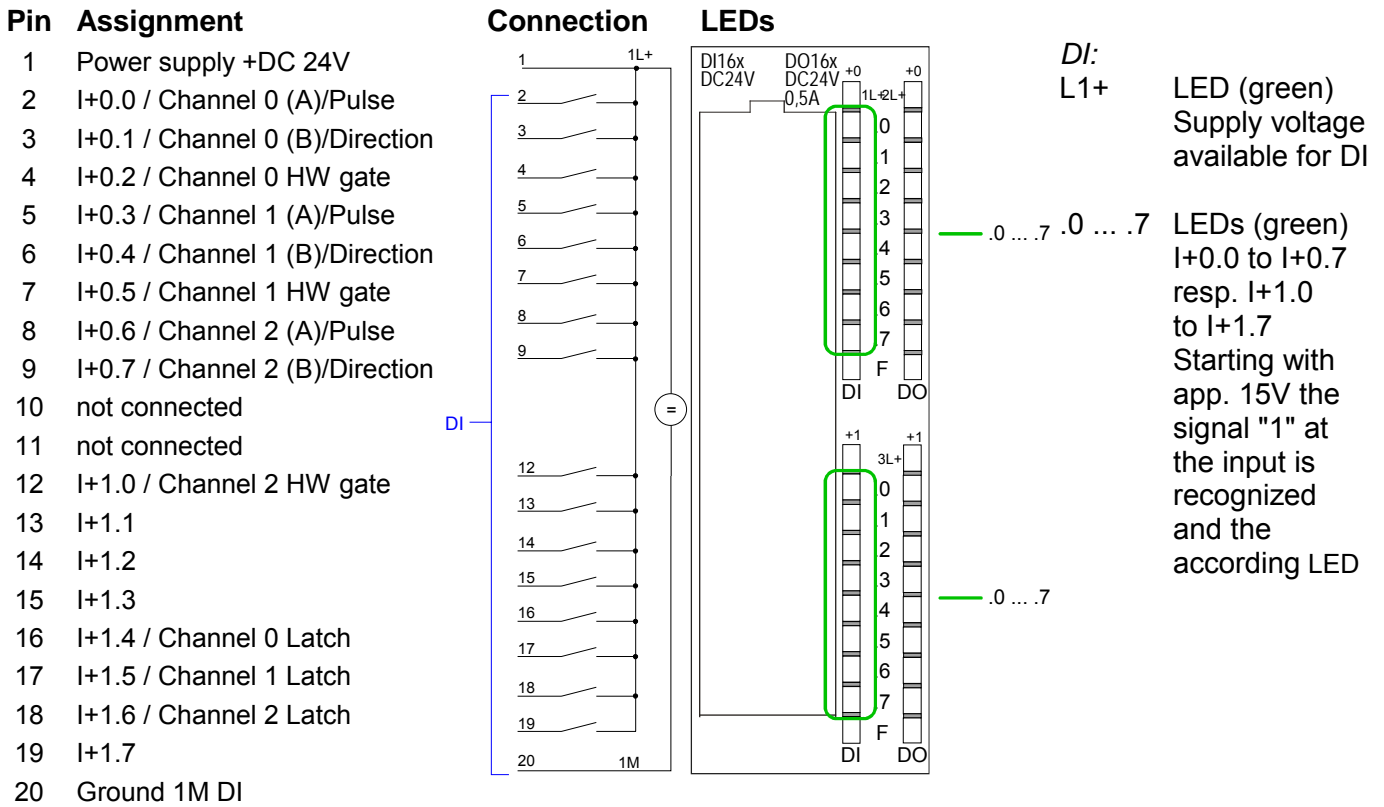 Pin Assignment
1 Power supply +DC 24V
2 I+0.0 / Channel 0 (A)/Pulse
3 I+0.1 / Channel 0 (B)/Direction
4 I+0.2 / Channel 0 HW gate
5 I+0.3 / Channel 1 (A)/Pulse
6 I+0.4 / Channel 1 (B)/Direction
7 I+0.5 / Channel 1 HW gate
8 I+0.6 / Channel 2 (A)/Pulse
9 I+0.7 / Channel 2 (B)/Direction
10 not connected
11 not connected
12 I+1.0 / Channel 2 HW gate
13 I+1.1
14 I+1.2
15 I+1.3
16 I+1.4 / Channel 0 Latch
17 I+1.5 / Channel 1 Latch
18 I+1.6 / Channel 2 Latch
19 I+1.7
20 Ground 1M DI
Connection
1 1L+
2
3
4
5
6
7
8
9
DI
=
12
13
14
15
16
17
18
19
20 1M
LEDs
DI16x DO16x
DC24V DC24V
0,5A
+0 +0
1L+ 2L+
.0
.1
.2
.3
.4
.5
.6
.7
F
DI DO
+1 +1
3L+
.0
.1
.2
.3
.4
.5
.6
.7
F
DI DO
.0 ... .7
.0 ... .7
DI:
L1+ LED (green)
Supply voltage
available for DI
.0 ... .7 LEDs (green)
I+0.0 to I+0.7
resp. I+1.0
to I+1.7
Starting with
app. 15V the
signal "1" at
the input is
recognized
and the
according LED